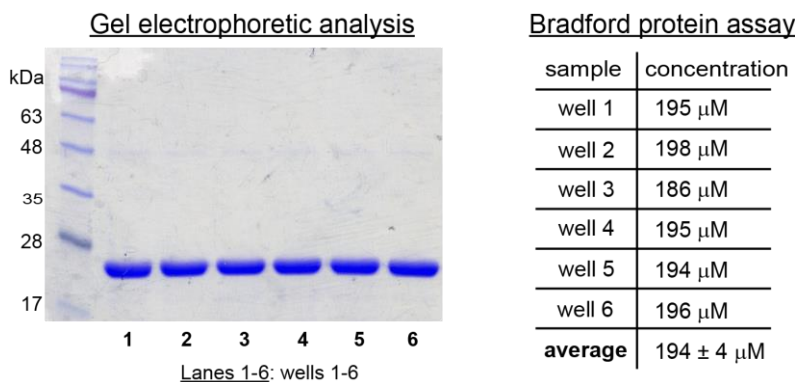 Gel electrophoretic analysis
kDa
63
48
35
28
17
1 2 3 4 5 6
Lanes 1-6: wells 1-6
Bradford protein assay
sample concentration
well 1 195 μM
well 2 198 μM
well 3 186 μM
well 4 195 μM
well 5 194 μM
well 6 196 μM
average 194 ± 4 μM